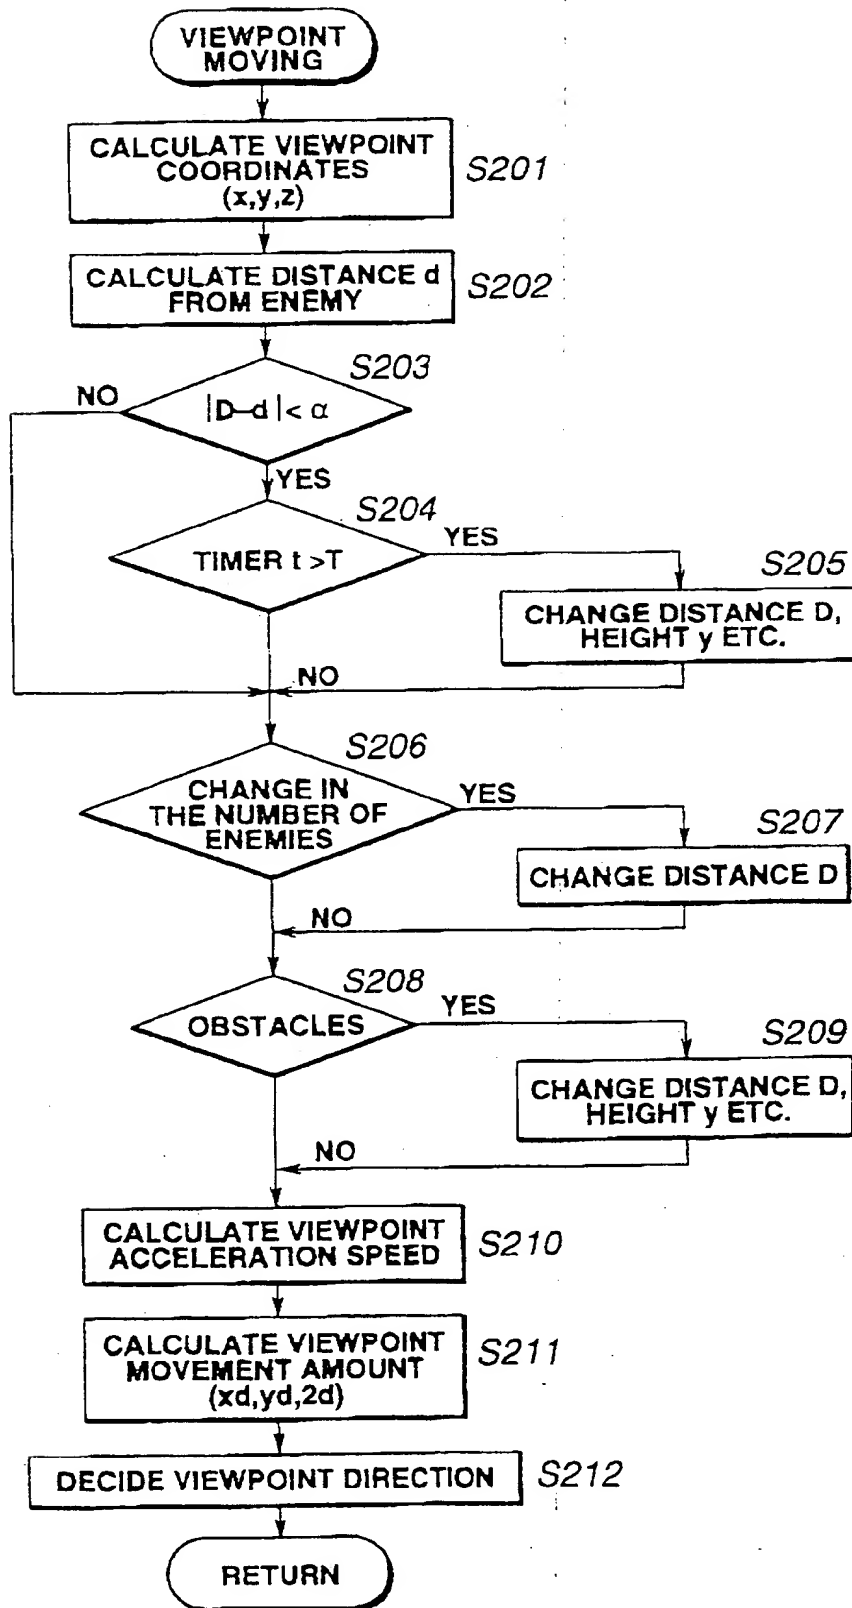 VIEWPOINT
MOVING
CALCULATE VIEWPOINT
COORDINATES
(x,y,z)
S201
CALCULATE DISTANCE d
FROM ENEMY
S202
S203
NO
|D-d|< α
YES
S204
TIMER t >T
YES
S205
CHANGE DISTANCE D,
HEIGHT y ETC.
NO
S206
CHANGE IN
THE NUMBER OF
ENEMIES
YES
S207
CHANGE DISTANCE D
NO
S208
OBSTACLES
YES
S209
CHANGE DISTANCE D,
HEIGHT y ETC.
NO
CALCULATE VIEWPOINT
ACCELERATION SPEED
S210
CALCULATE VIEWPOINT
MOVEMENT AMOUNT
(xd,yd,2d)
S211
DECIDE VIEWPOINT DIRECTION
S212
RETURN